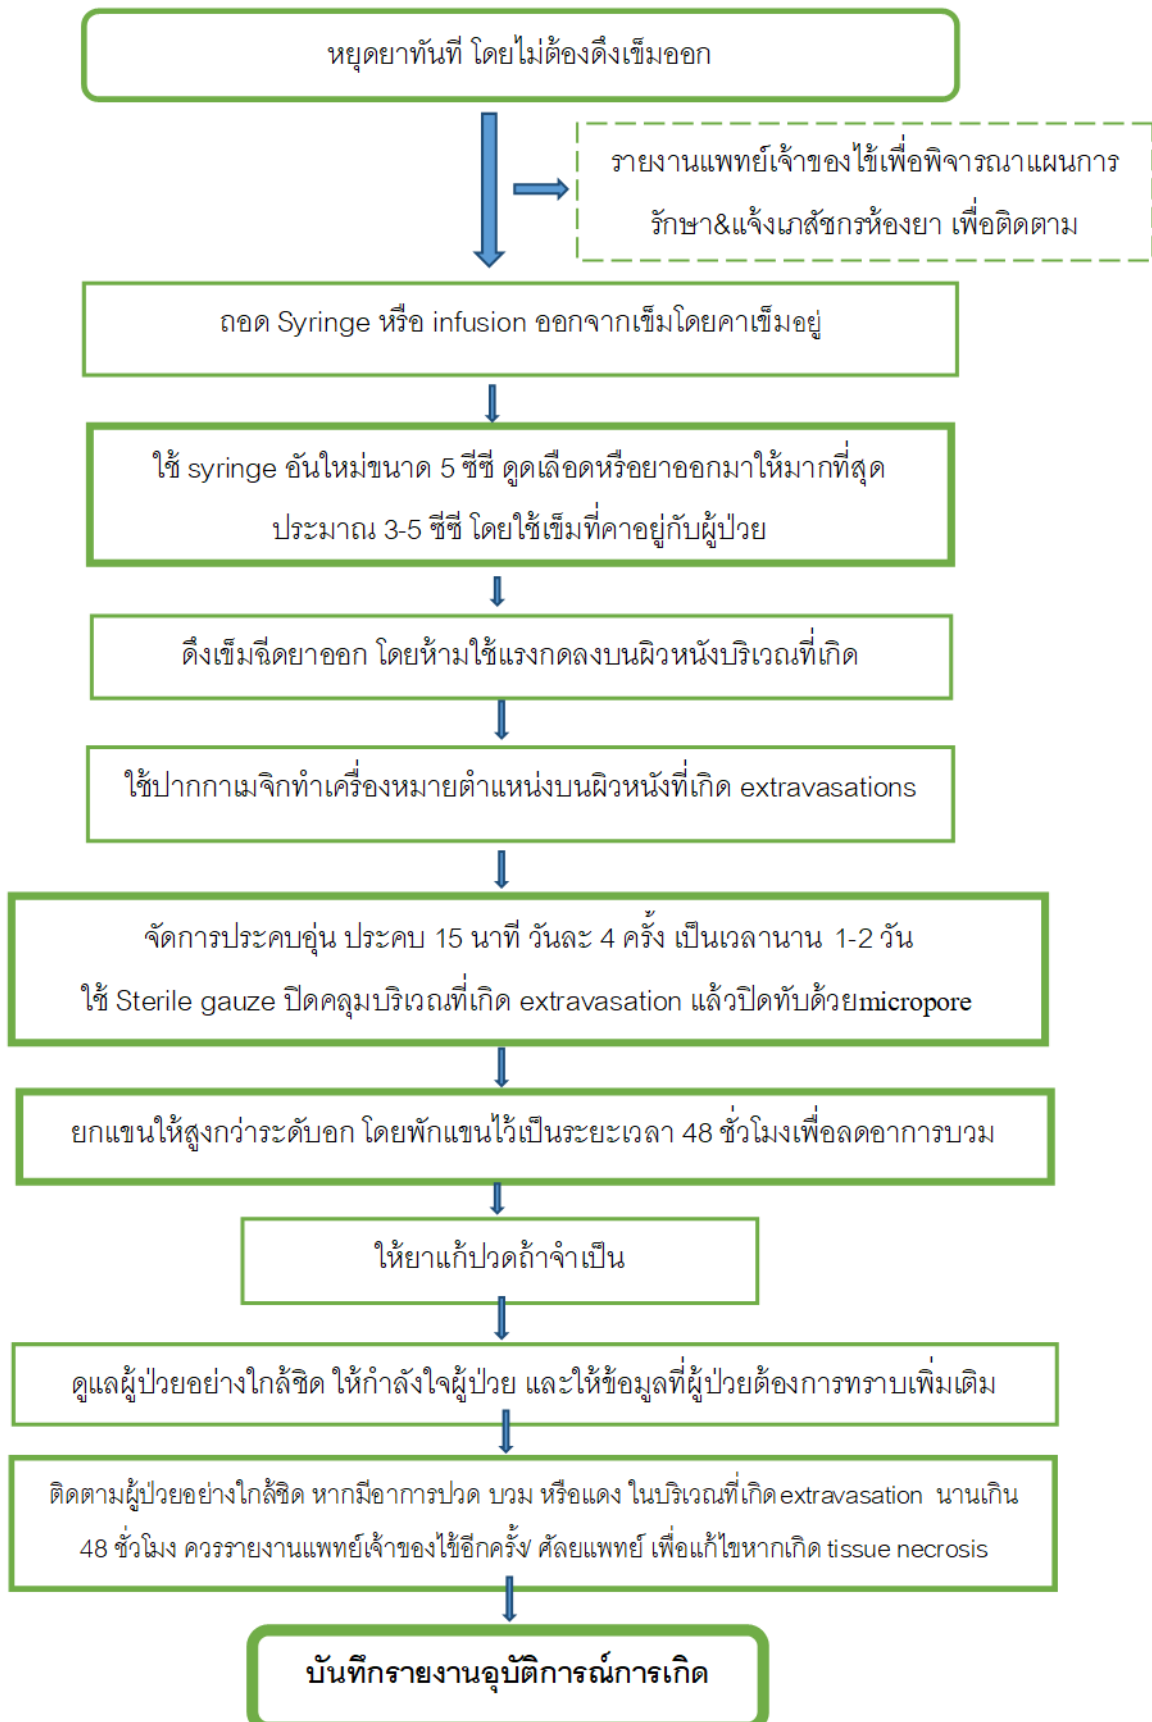 หยุดยาทันที โดยไม่ต้องดึงเข็มออก
รายงานแพทย์เจ้าของไข้เพื่อพิจารณาแผนการ
รักษา&แจ้งเภสัชกรห้องยา เพื่อติดตาม
ถอด Syringe หรือ infusion ออกจากเข็มโดยคาเข็มอยู่
ใช้ syringe อันใหม่ขนาด 5 ซีซี ดูดเลือดหรือยาออกมาให้มากที่สุด
ประมาณ 3-5 ซีซี โดยใช้เข็มที่คาอยู่กับผู้ป่วย
ดึงเข็มฉีดยาออก โดยห้ามใช้แรงกดลงบนผิวหนังบริเวณที่เกิด
ใช้ปากกาเมจิกทำเครื่องหมายตำแหน่งบนผิวหนังที่เกิด extravasations
จัดการประคบอุ่น ประคบ 15 นาที วันละ 4 ครั้ง เป็นเวลานาน 1-2 วัน
ใช้ Sterile gauze ปิดคลุมบริเวณที่เกิด extravasation แล้วปิดทับด้วยmicropore
ยกแขนให้สูงกว่าระดับอก โดยพักแขนไว้เป็นระยะเวลา 48 ชั่วโมงเพื่อลดอาการบวม
ให้ยาแก้ปวดถ้าจำเป็น
ดูแลผู้ป่วยอย่างใกล้ชิด ให้กำลังใจผู้ป่วย และให้ข้อมูลที่ผู้ป่วยต้องการทราบเพิ่มเติม
ติดตามผู้ป่วยอย่างใกล้ชิด หากมีอาการปวด บวม หรือแดง ในบริเวณที่เกิดextravasation นานเกิน
48 ชั่วโมง ควรรายงานแพทย์เจ้าของไข้อีกครั้ง/ ศัลยแพทย์ เพื่อแก้ไขหากเกิด tissue necrosis
บันทึกรายงานอุบัติการณ์การเกิด